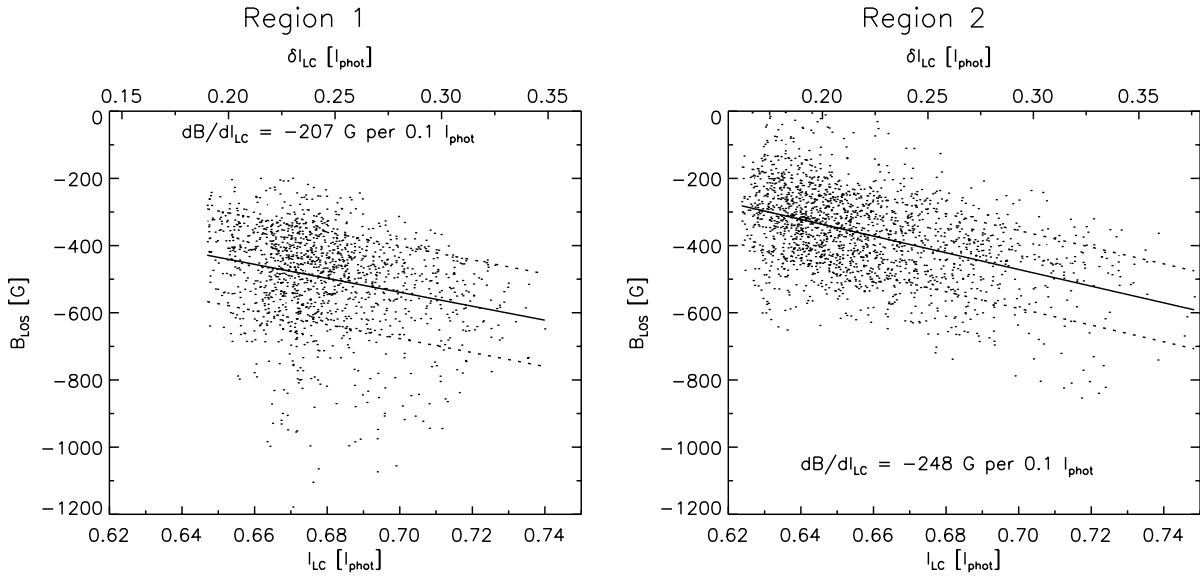 Region 1
δI_LC [I_phot]
0.15 0.20 0.25 0.30 0.35
dB/dI_LC = −207 G per 0.1 I_phot
0
−200
−400
−600
−800
−1000
−1200
B_LOS [G]
0.62 0.64 0.66 0.68 0.70 0.72 0.74
I_LC [I_phot]
Region 2
δI_LC [I_phot]
0.20 0.25 0.30 0.35
0
−200
−400
−600
−800
−1000
−1200
B_LOS [G]
dB/dI_LC = −248 G per 0.1 I_phot
0.62 0.64 0.66 0.68 0.70 0.72 0.74
I_LC [I_phot]